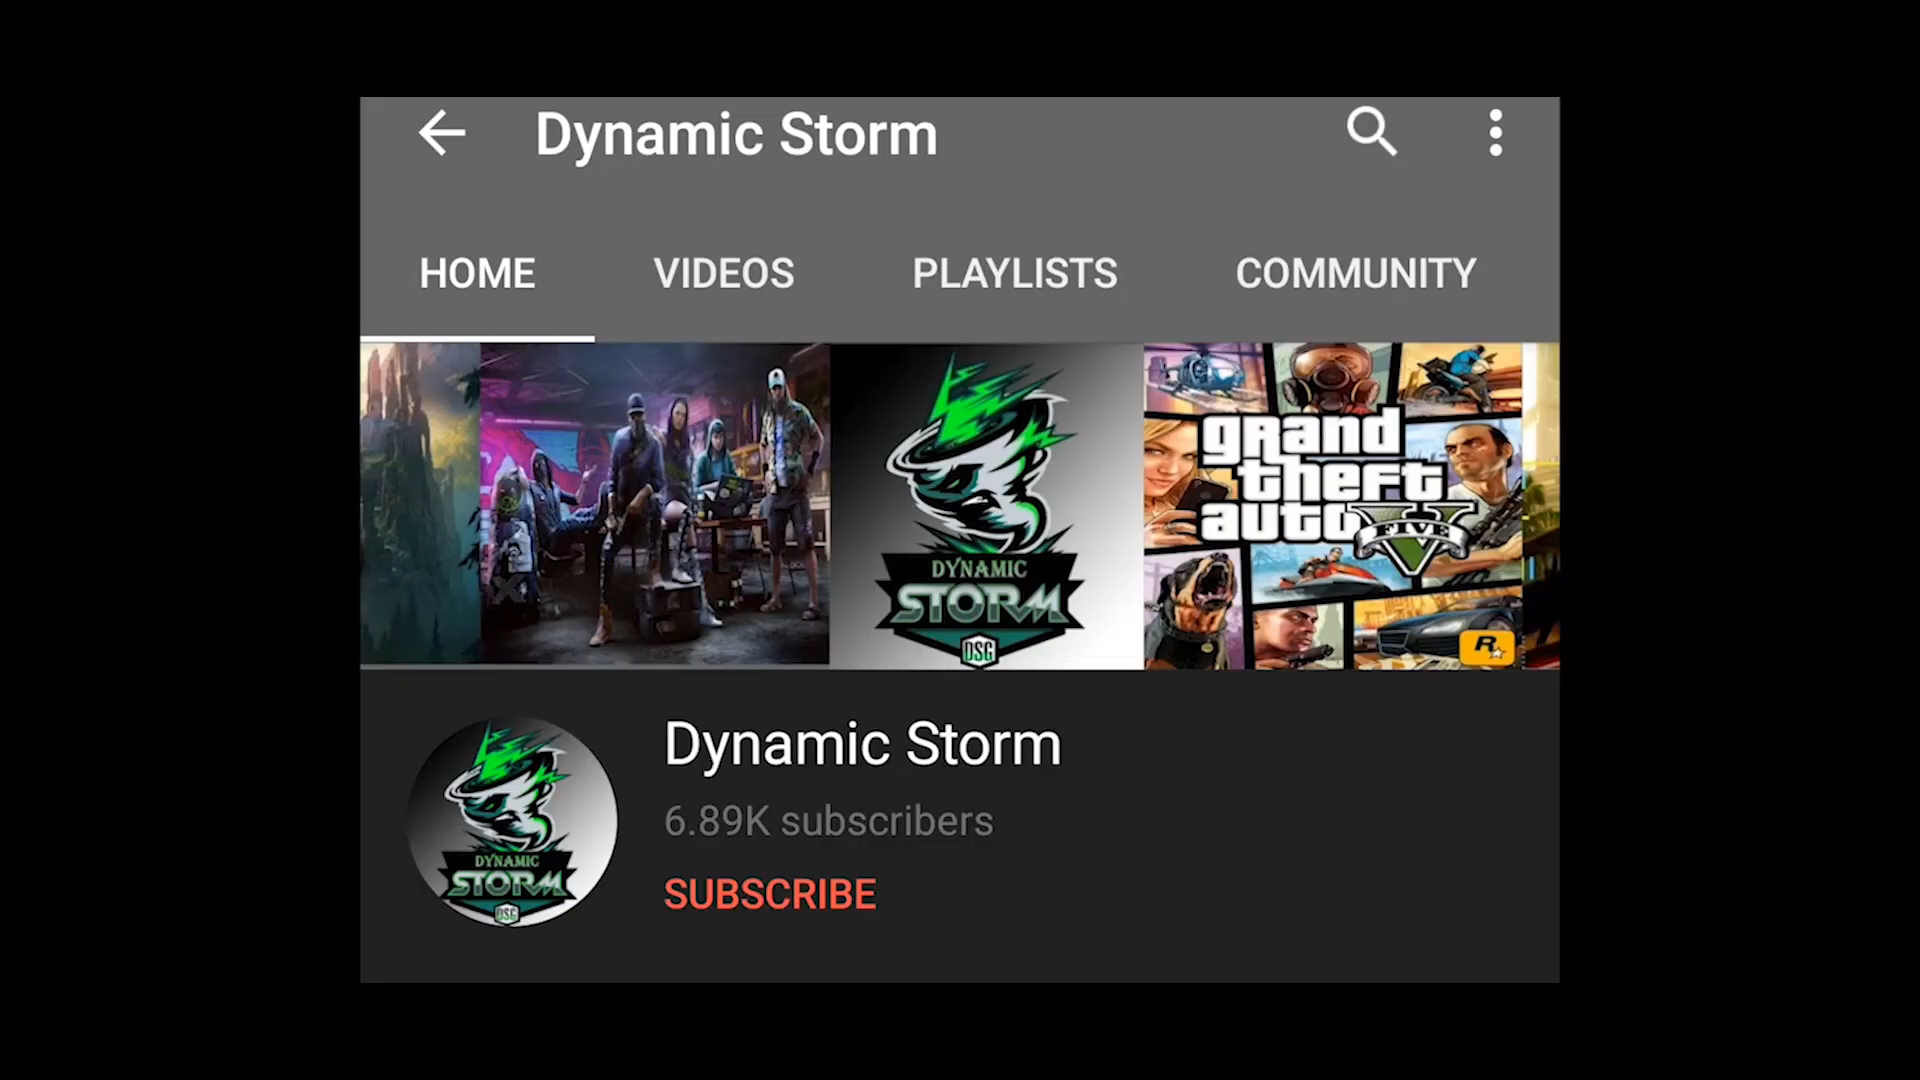 Dynamic Storm
HOME VIDEOS PLAYLISTS COMMUNITY
DYNAMIC
STORM
DSG
grand
theft
auto
FIVE
V
R
Dynamic Storm
6.89K subscribers
SUBSCRIBE
DYNAMIC
STORM
DSG